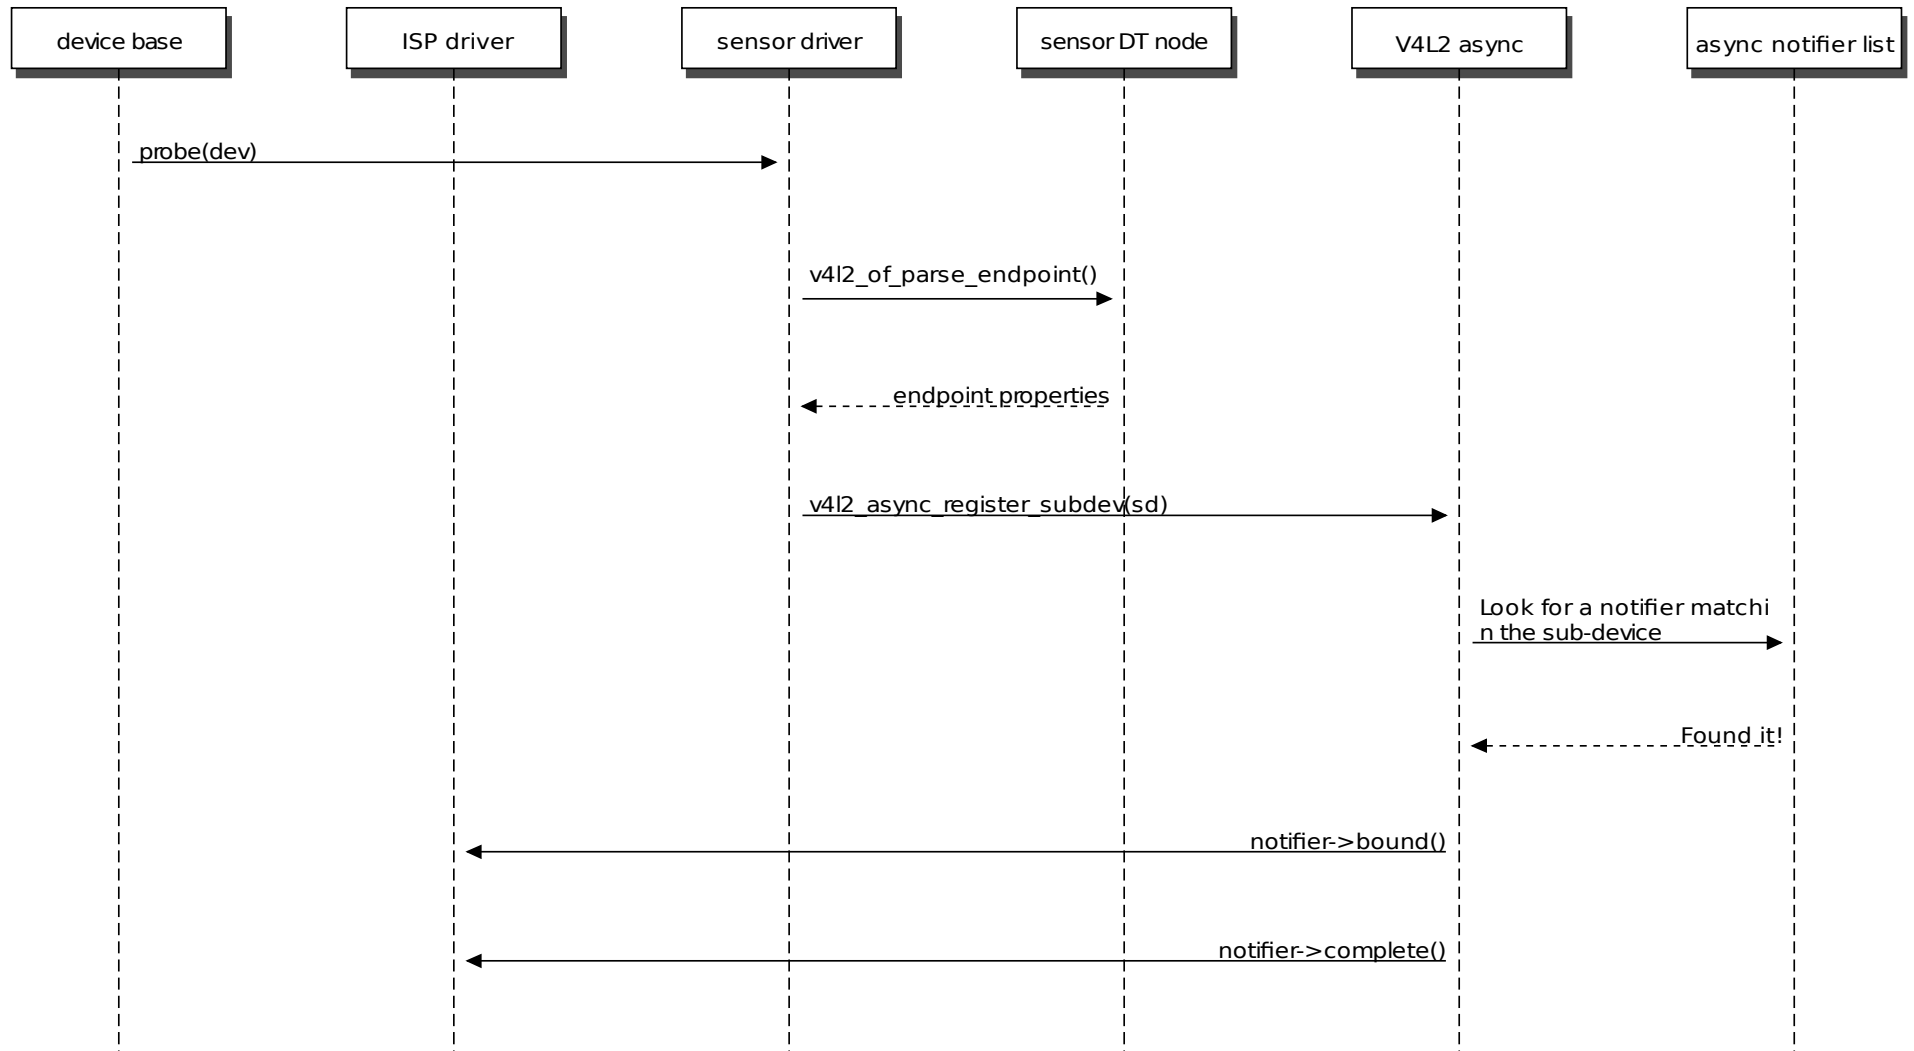 device base
ISP driver
sensor driver
sensor DT node
V4L2 async
async notifier list
probe(dev)
v4l2_of_parse_endpoint()
endpoint properties
v4l2_async_register_subdev(sd)
Look for a notifier matchi
n the sub-device
Found it!
notifier->bound()
notifier->complete()